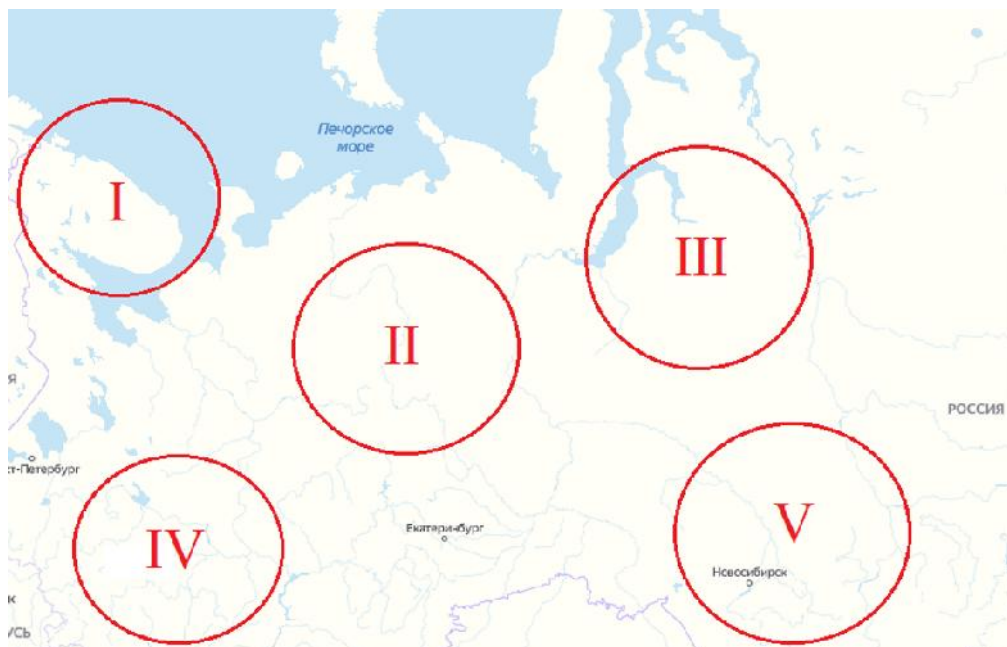 Печорское
море
I
III
II
РОССИЯ
ст-Петербург
Екатеринбург
IV
V
Новосибирск
УСЬ